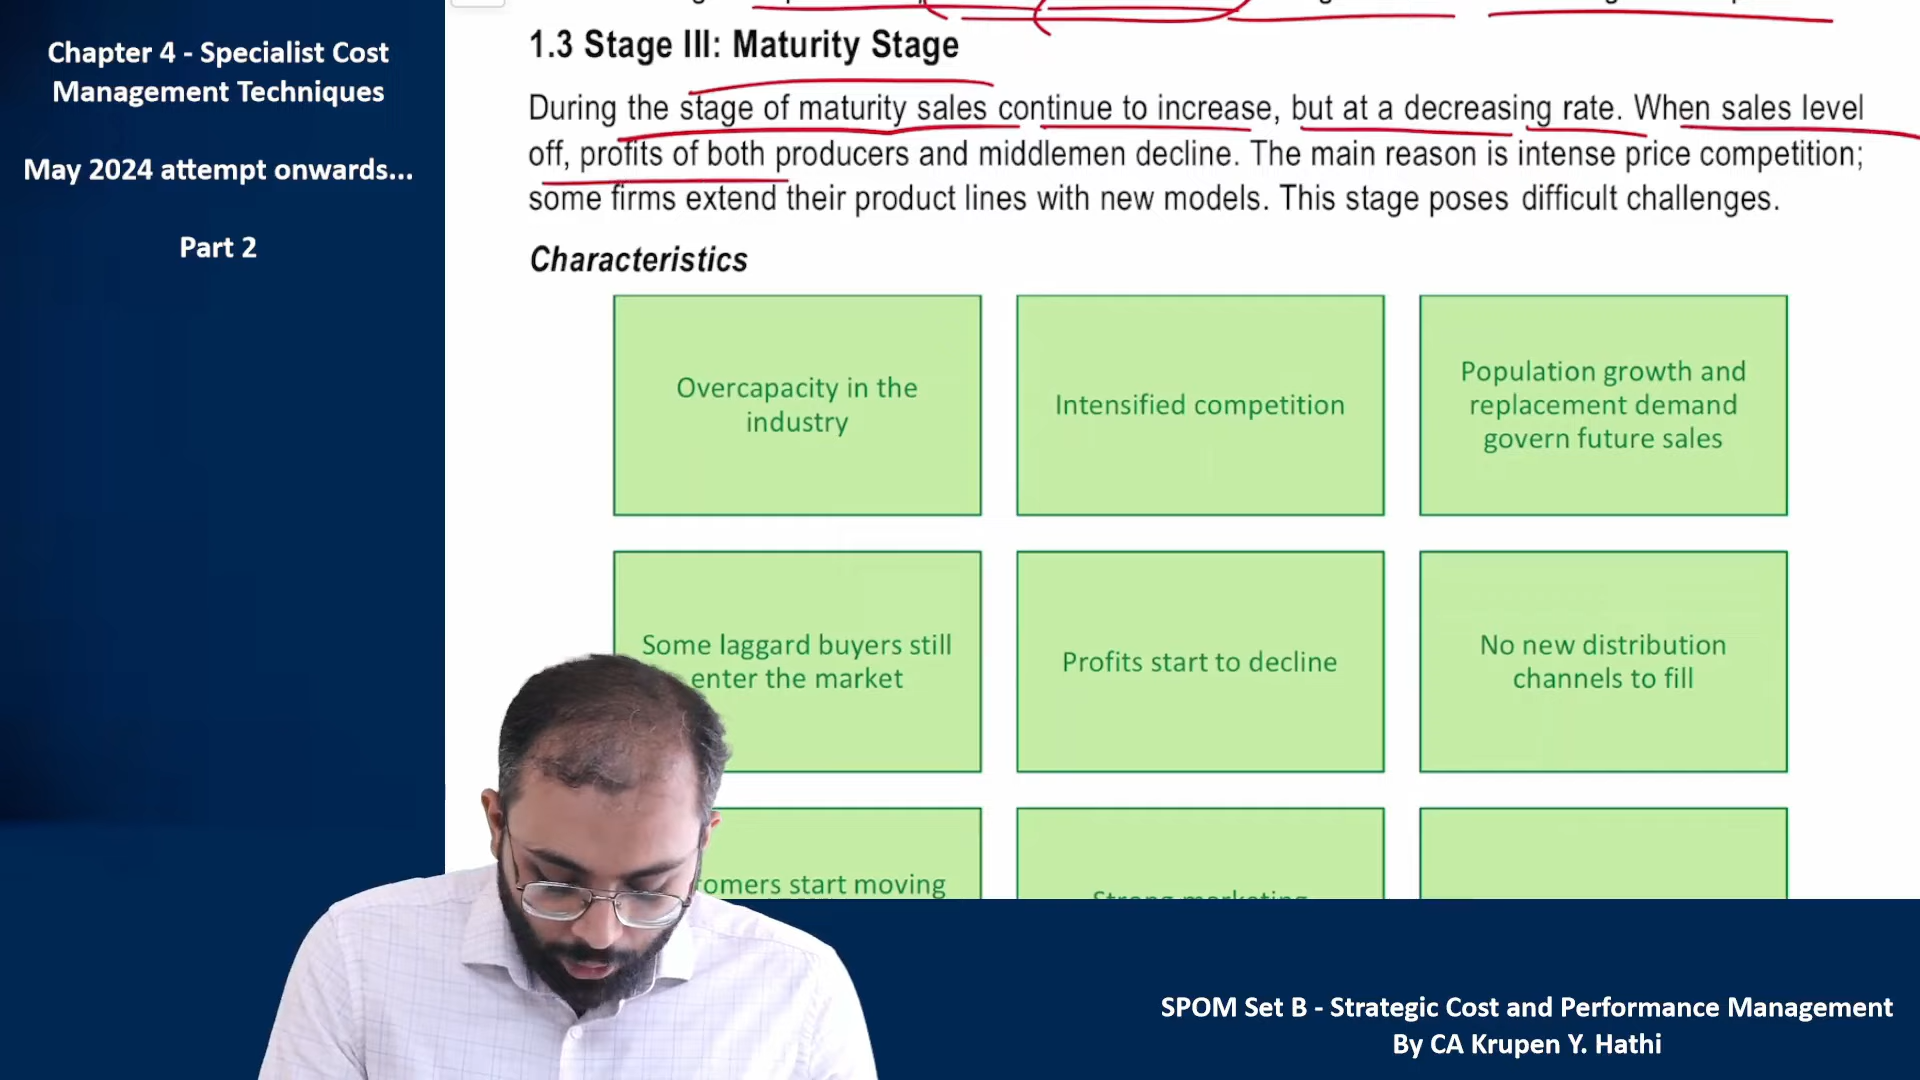 Chapter 4 - Specialist Cost
Management Techniques
May 2024 attempt onwards...
Part 2
1.3 Stage III: Maturity Stage
During the stage of maturity sales continue to increase, but at a decreasing rate. When sales level
off, profits of both producers and middlemen decline. The main reason is intense price competition;
some firms extend their product lines with new models. This stage poses difficult challenges.
Characteristics
Overcapacity in the
industry
Intensified competition
Population growth and
replacement demand
govern future sales
Some laggard buyers still
enter the market
Profits start to decline
No new distribution
channels to fill
start moving
Strong marketing
SPOM Set B - Strategic Cost and Performance Management
By CA Krupen Y. Hathi